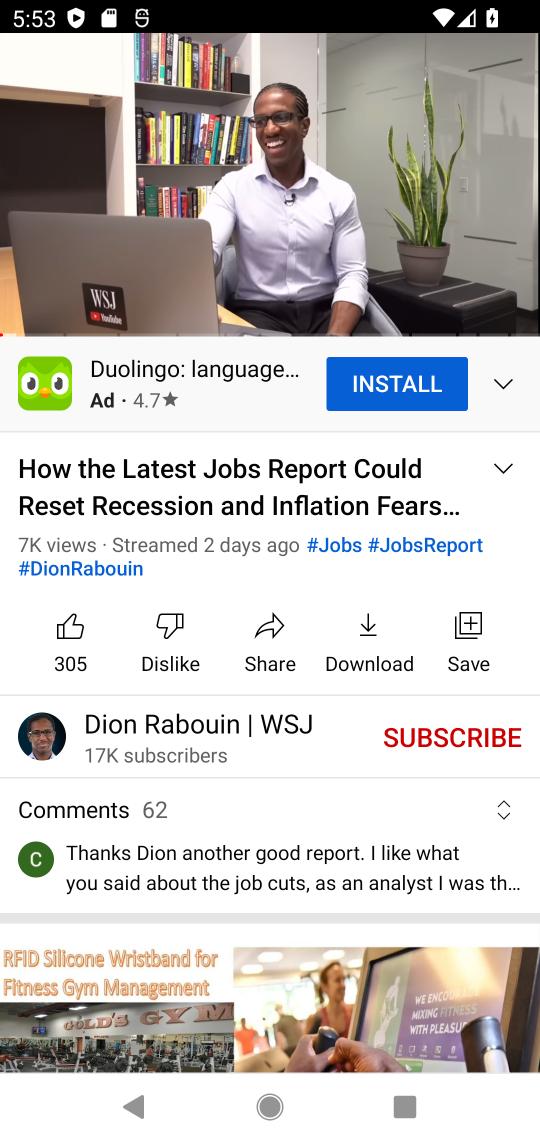 5:53
WSJ
YouTube
Duolingo: language...
Ad · 4.7★
INSTALL
How the Latest Jobs Report Could
Reset Recession and Inflation Fears...
7K views · Streamed 2 days ago #Jobs #JobsReport
#DionRabouin
305
Dislike
Share
Download
Save
Dion Rabouin | WSJ
17K subscribers
SUBSCRIBE
Comments 62
C
Thanks Dion another good report. I like what
you said about the job cuts, as an analyst I was th...
RFID Silicone Wristband for
Fitness Gym Management
GOLD'S GYM
WE ENCOU
MIXING FITNESS
WITH PLEASU